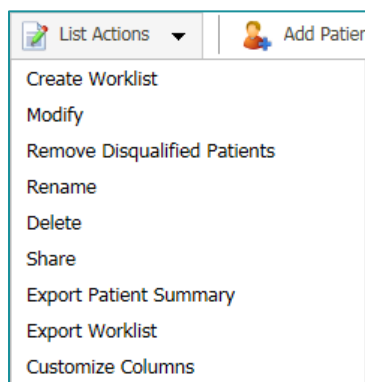 List Actions Add Patier
Create Worklist
Modify
Remove Disqualified Patients
Rename
Delete
Share
Export Patient Summary
Export Worklist
Customize Columns